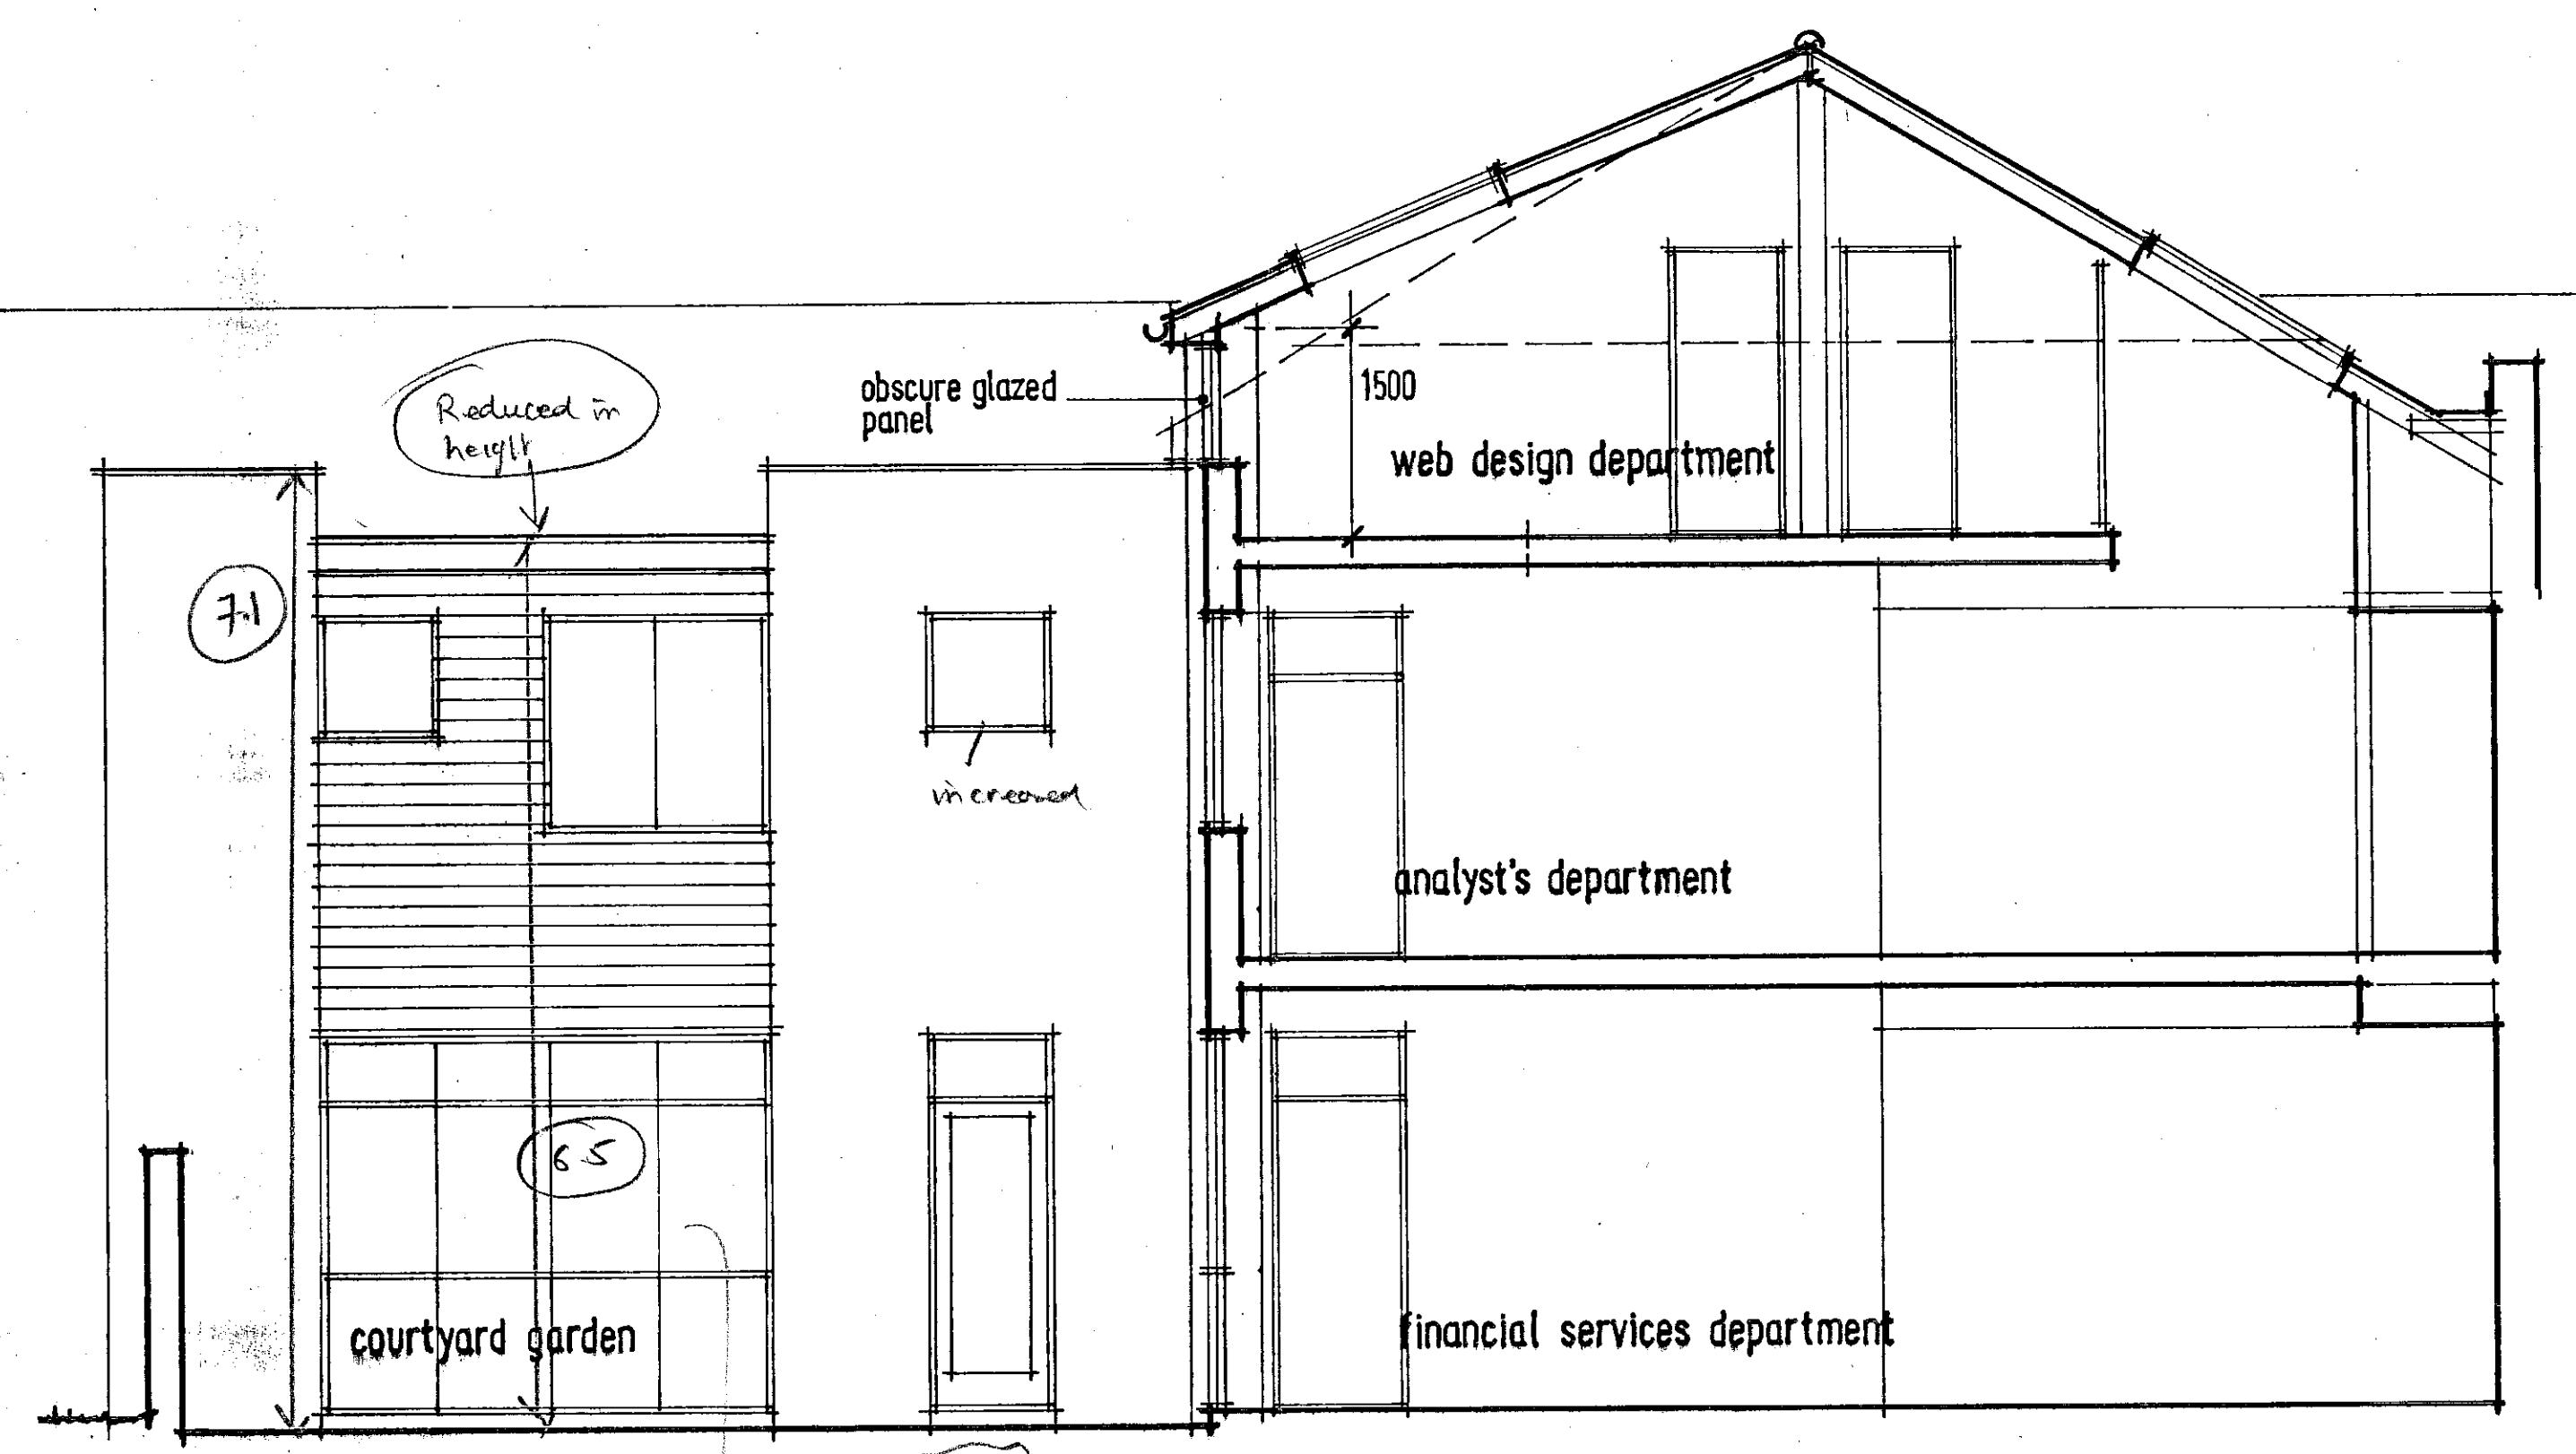 Reduced in
height
obscure glazed
panel
1500
web design department
7.1
increased
analyst's department
6.5
courtyard garden
financial services department